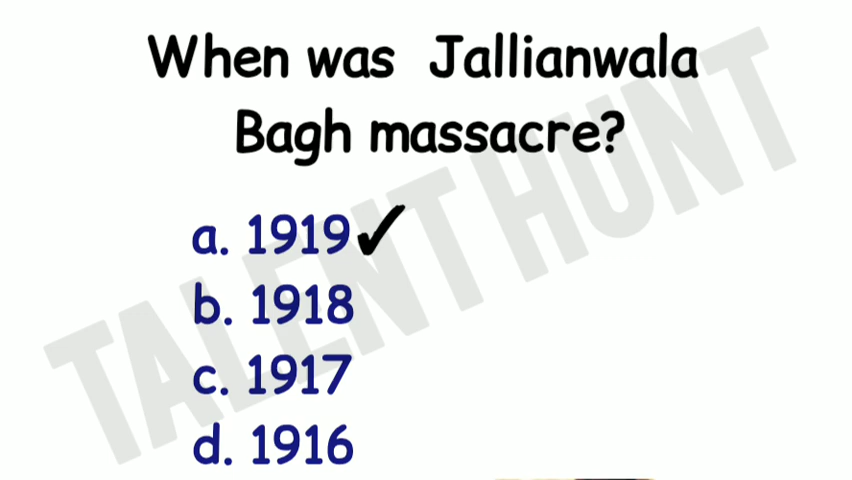 When was Jallianwala
Bagh massacre?
a. 1919✓
b. 1918
c. 1917
d. 1916
TALENT HUNT